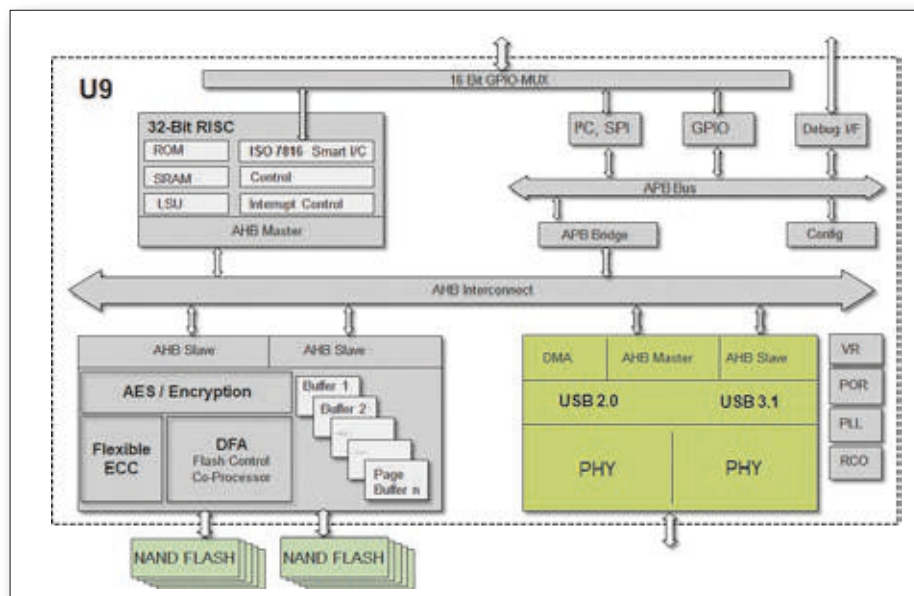 U9
16 Bit GPIO-MUX
32-Bit RISC
ROM
ISO 7816 Smart I/C
SRAM
Control
LSU
Interrupt Control
AHB Master
I²C, SPI
GPIO
Debug I/F
APB Bus
APB Bridge
Config
AHB Interconnect
AHB Slave
AHB Slave
AES / Encryption
Flexible
ECC
DFA
Flash Control
Co-Processor
Buffer 1
Buffer 2
...
...
Page
Buffer n
DMA
AHB Master
AHB Slave
USB 2.0
USB 3.1
PHY
PHY
VR
POR
PLL
RCO
NAND FLASH
NAND FLASH